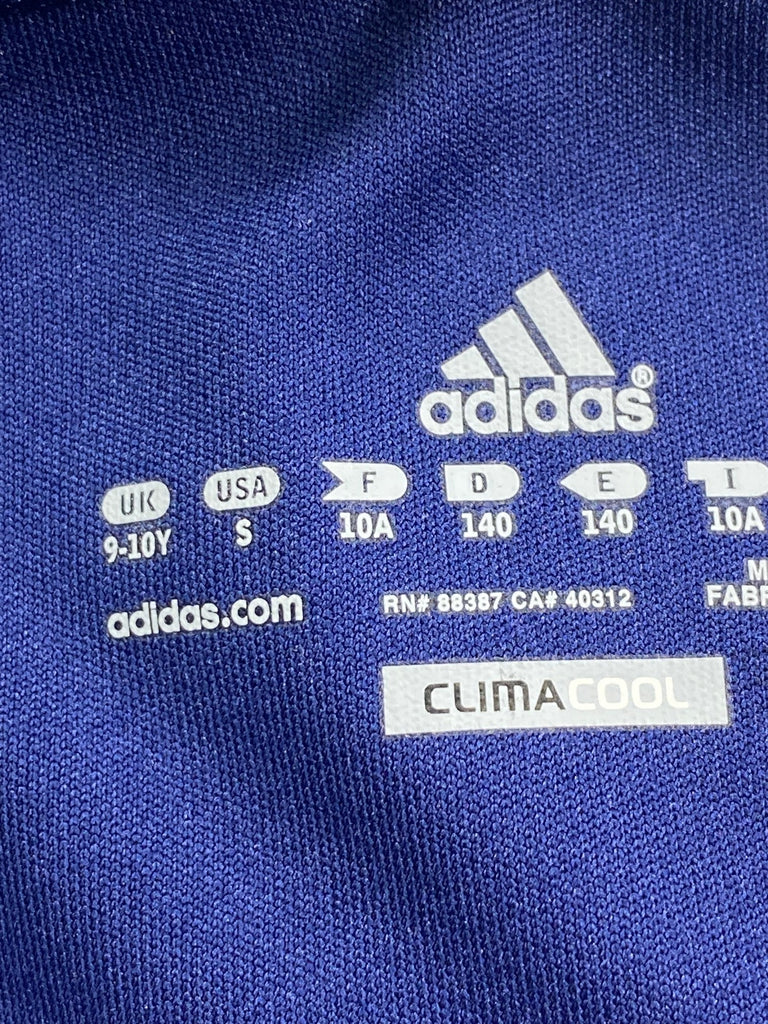 adidas®
UK USA F D E I
9-10Y S 10A 140 140 10A
adidas.com RN# 88387 CA# 40312
CLIMACOOL